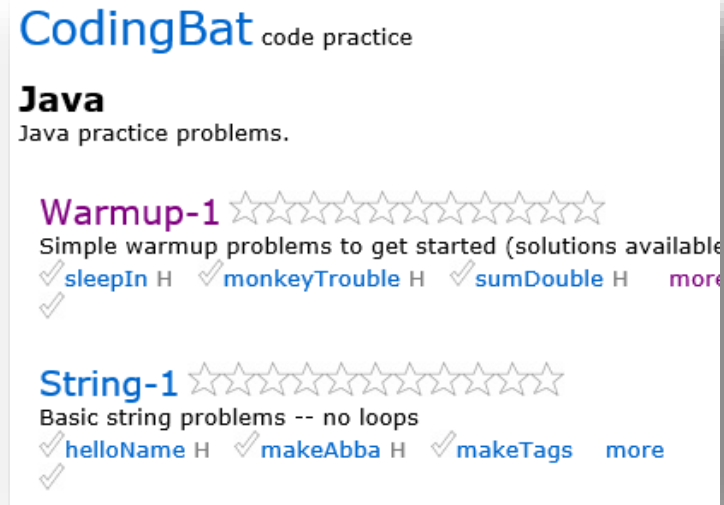 CodingBat code practice
Java
Java practice problems.
Warmup-1
Simple warmup problems to get started (solutions available
sleepIn H monkeyTrouble H sumDouble H more
String-1
Basic string problems -- no loops
helloName H makeAbba H makeTags more